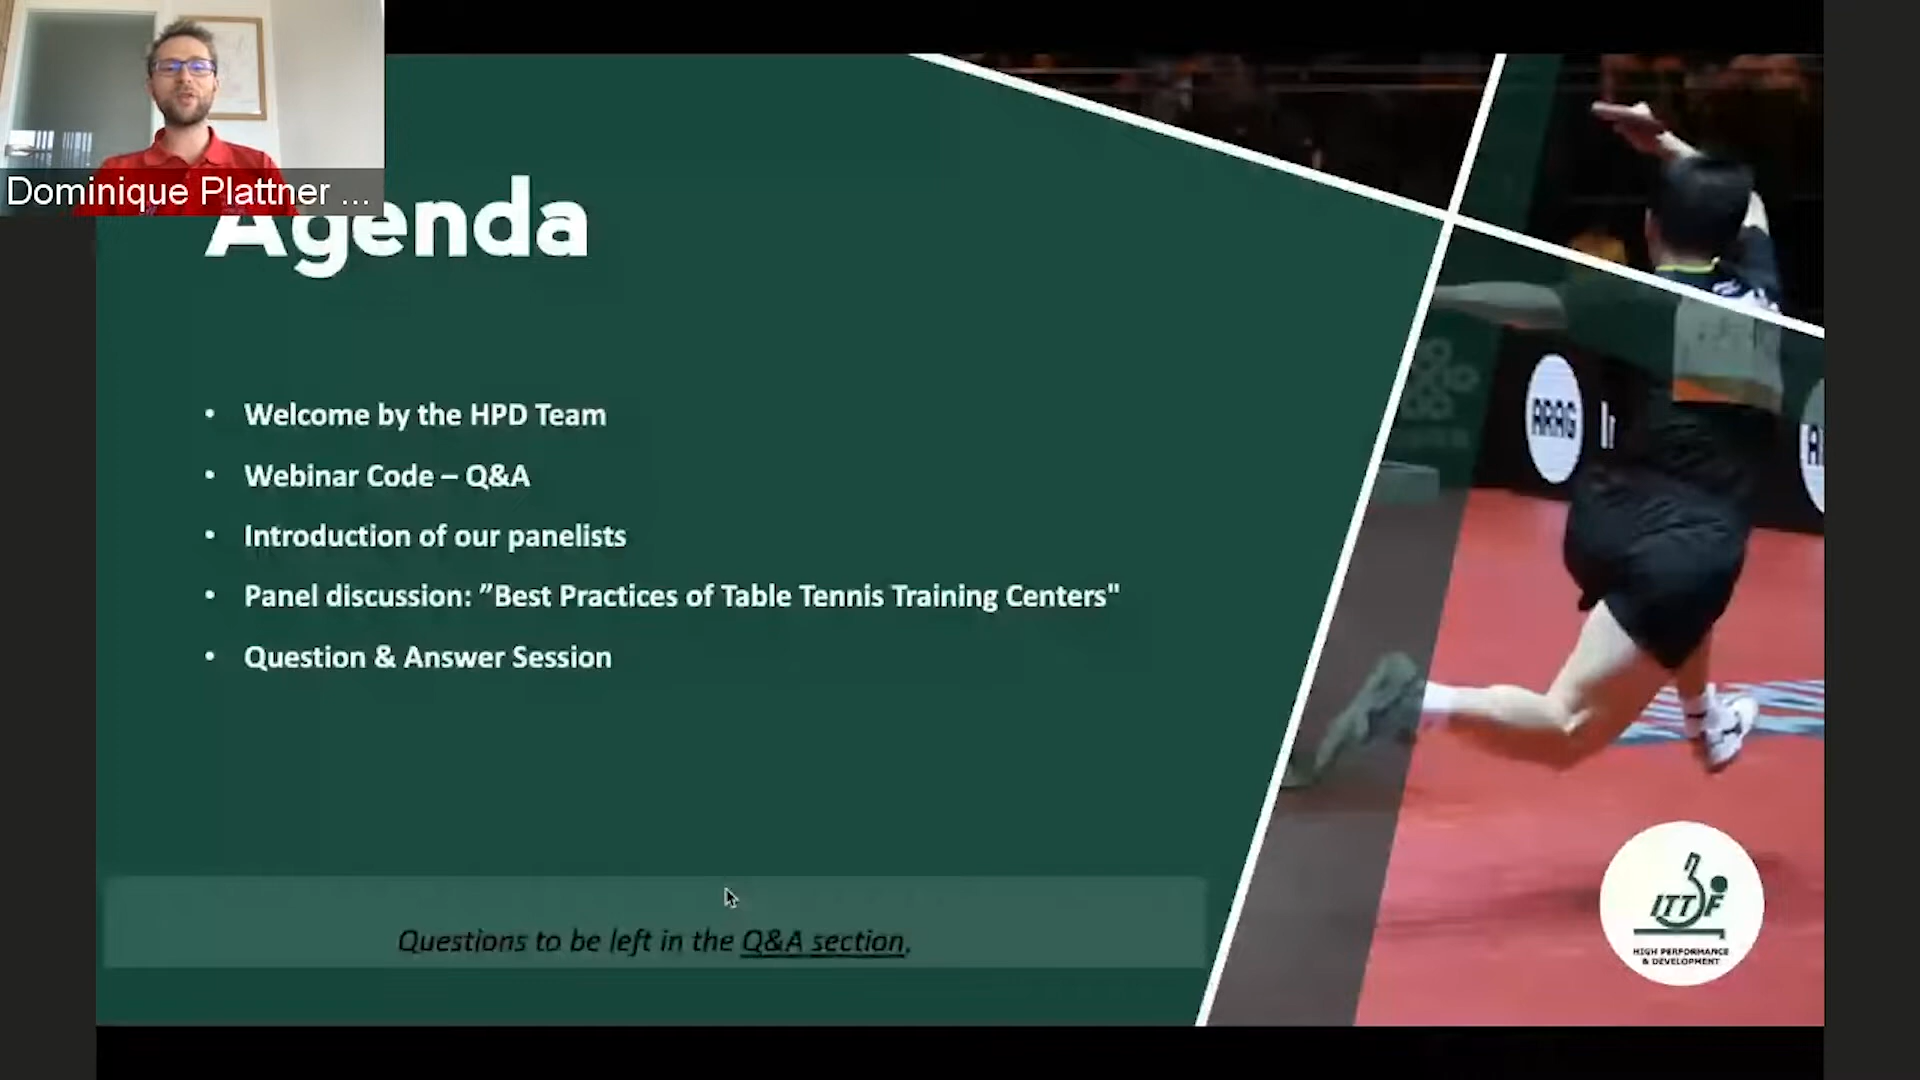 Dominique Plattner ...
Agenda
• Welcome by the HPD Team
• Webinar Code – Q&A
• Introduction of our panelists
• Panel discussion: ”Best Practices of Table Tennis Training Centers"
• Question & Answer Session
Questions to be left in the Q&A section.
ARAG
ITTF
HIGH PERFORMANCE
& DEVELOPMENT